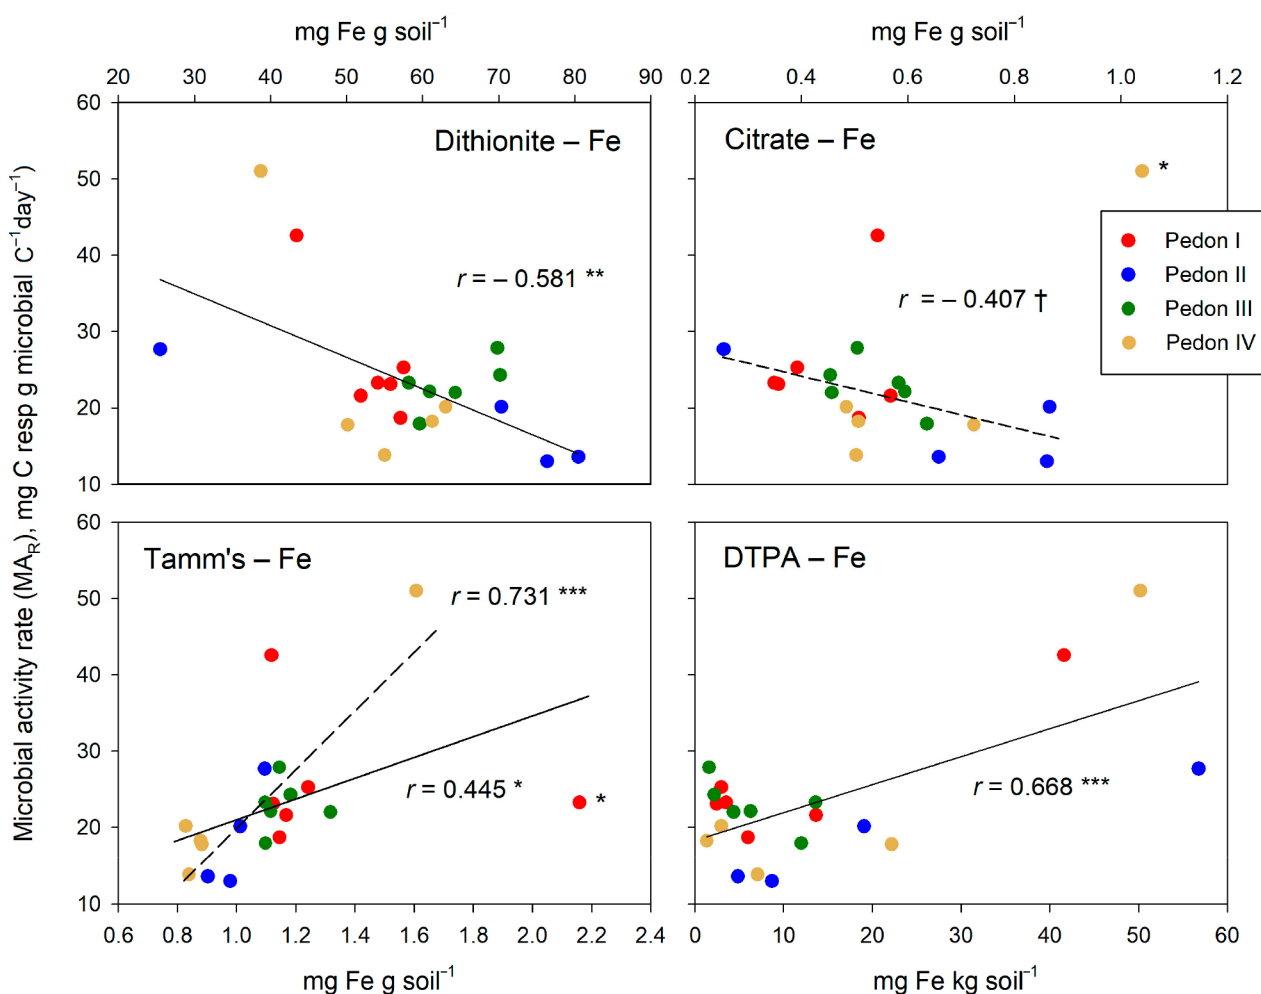 mg Fe g soil⁻¹
mg Fe g soil⁻¹
20 30 40 50 60 70 80 90
0.2 0.4 0.6 0.8 1.0 1.2
Microbial activity rate (MA_R), mg C resp g microbial C⁻¹day⁻¹
60
50
40
30
20
10
Dithionite – Fe
r = – 0.581 **
Citrate – Fe
*
r = – 0.407 †
Pedon I
Pedon II
Pedon III
Pedon IV
60
50
40
30
20
10
Tamm's – Fe
r = 0.731 ***
r = 0.445 *
*
DTPA – Fe
r = 0.668 ***
0.6 0.8 1.0 1.2 1.4 1.6 1.8 2.0 2.2 2.4
0 10 20 30 40 50 60
mg Fe g soil⁻¹
mg Fe kg soil⁻¹